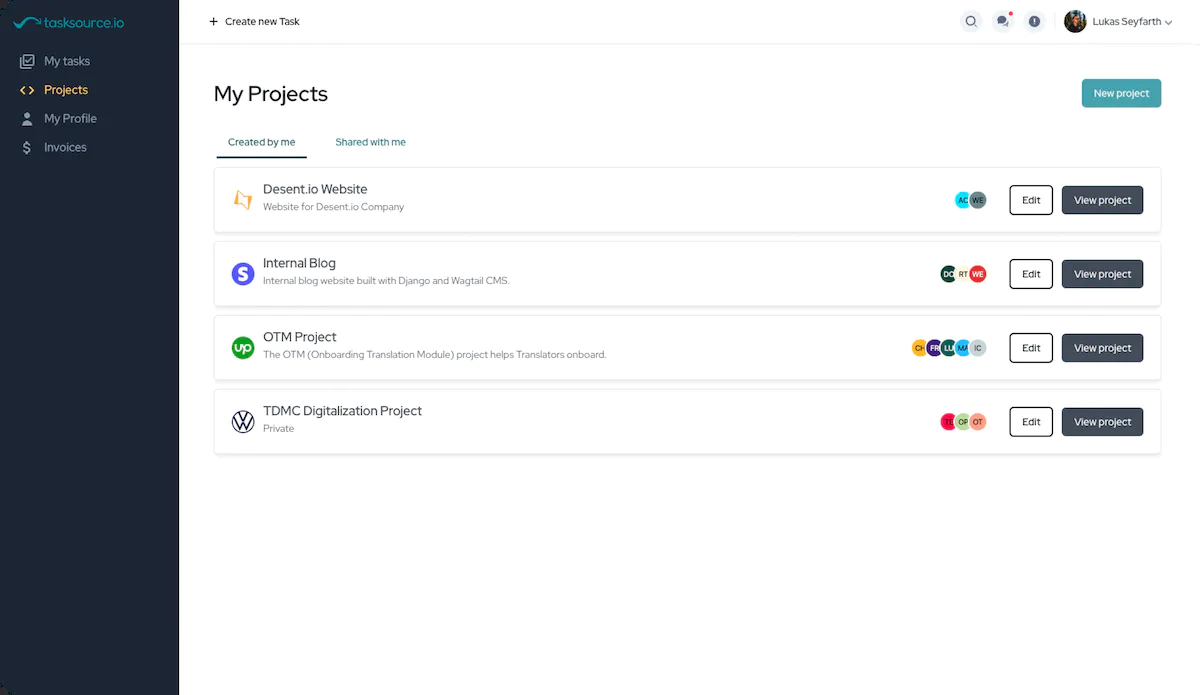 tasksource.io
My tasks
Projects
My Profile
Invoices
Create new Task
Lukas Seyfarth
My Projects
New project
Created by me
Shared with me
Desent.io Website
Website for Desent.io Company
AC WE
Edit
View project
S
Internal Blog
Internal blog website built with Django and Wagtail CMS.
DO RT WE
Edit
View project
up
OTM Project
The OTM (Onboarding Translation Module) project helps Translators onboard.
CH FR LU MA IC
Edit
View project
TDMC Digitalization Project
Private
TE OP OT
Edit
View project